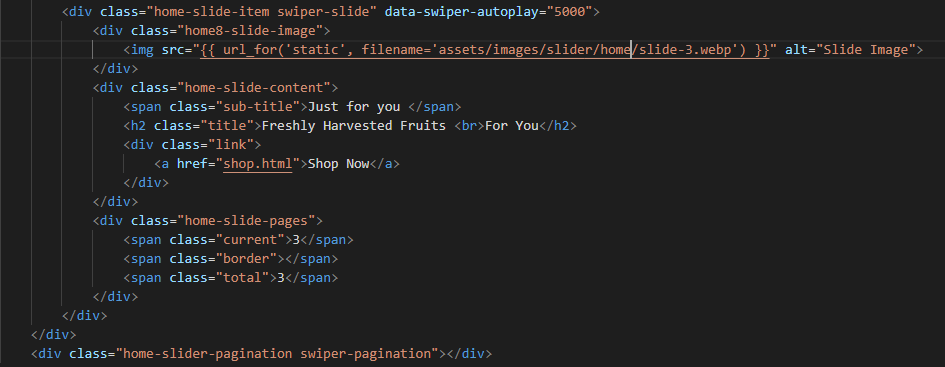 <div class="home-slide-item swiper-slide" data-swiper-autoplay="5000">
<div class="home8-slide-image">
<img src="{{ url_for('static', filename='assets/images/slider/home/slide-3.webp') }}" alt="Slide Image">
</div>
<div class="home-slide-content">
<span class="sub-title">Just for you </span>
<h2 class="title">Freshly Harvested Fruits <br>For You</h2>
<div class="link">
<a href="shop.html">Shop Now</a>
</div>
</div>
<div class="home-slide-pages">
<span class="current">3</span>
<span class="border"></span>
<span class="total">3</span>
</div>
</div>
</div>
<div class="home-slider-pagination swiper-pagination"></div>